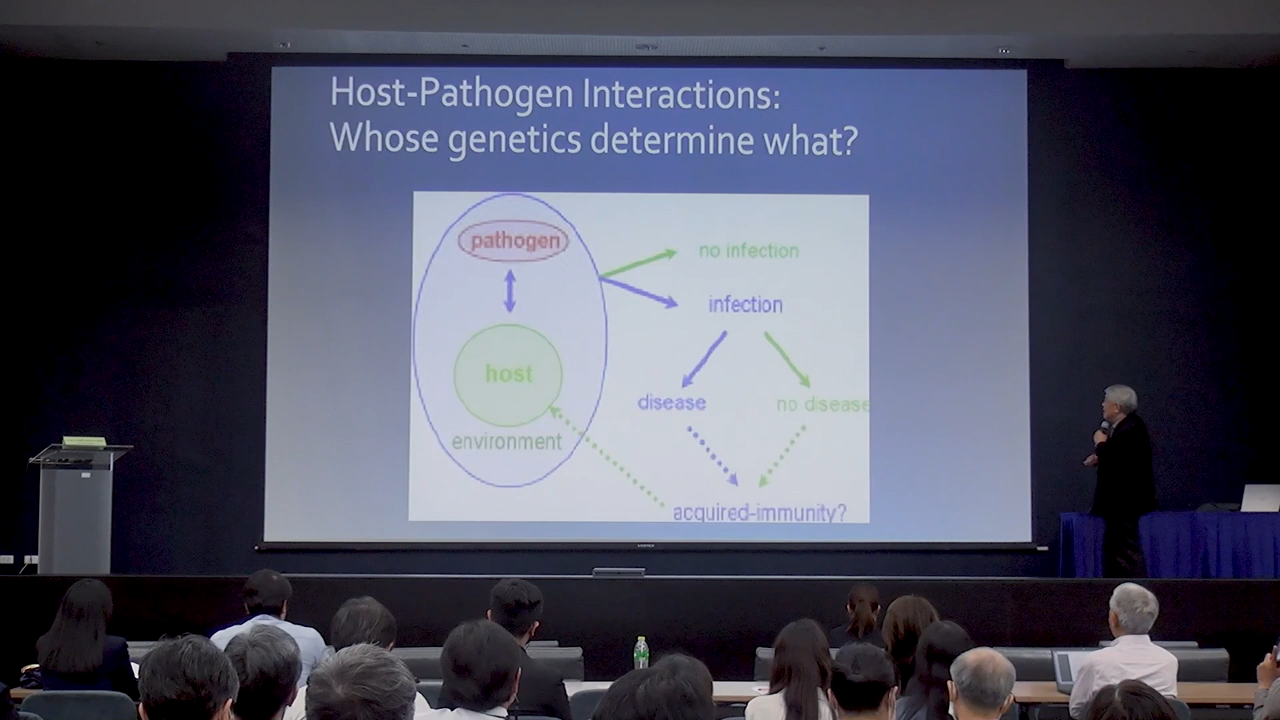 Host-Pathogen Interactions:
Whose genetics determine what?
pathogen
no infection
infection
host
disease
no disease
environment
acquired-immunity?